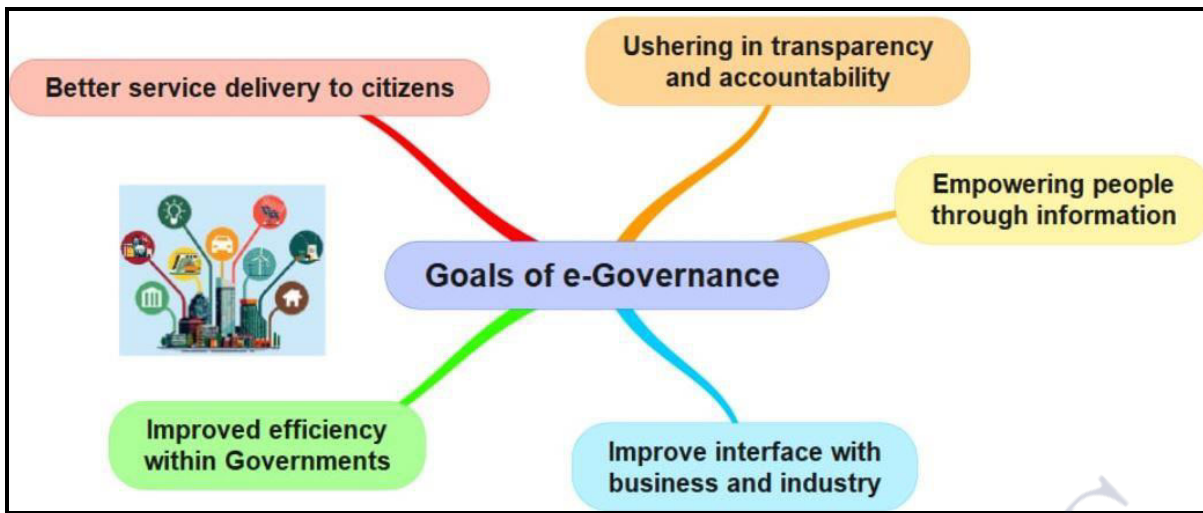 Ushering in transparency
and accountability
Better service delivery to citizens
Empowering people
through information
Goals of e-Governance
Improved efficiency
within Governments
Improve interface with
business and industry